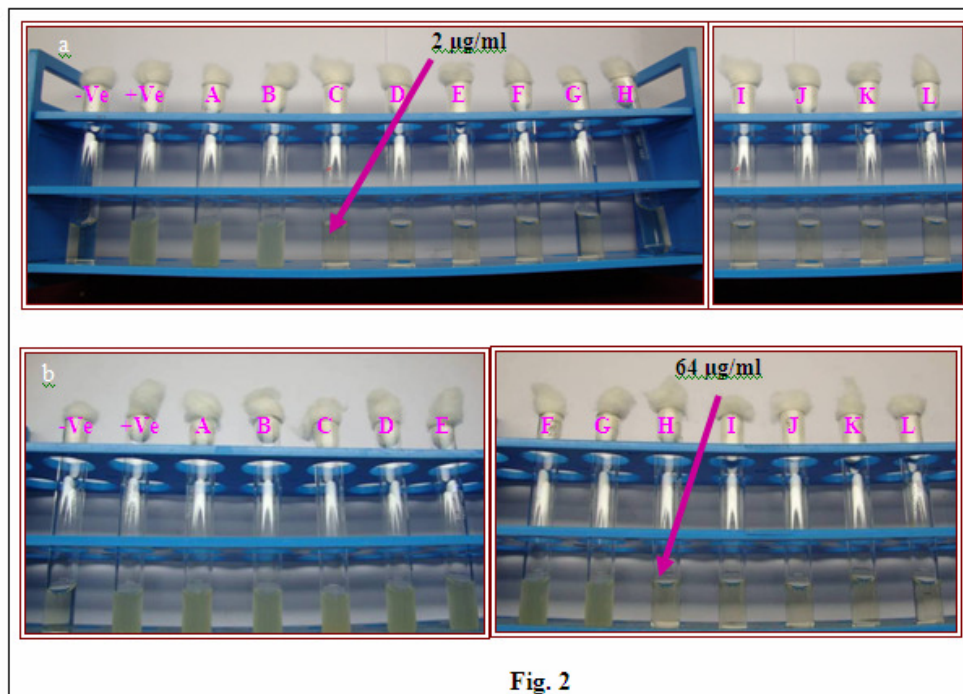 a
2 µg/ml
-Ve +Ve A B C D E F G H I J K L
b
64 µg/ml
-Ve +Ve A B C D E F G H I J K L
Fig. 2